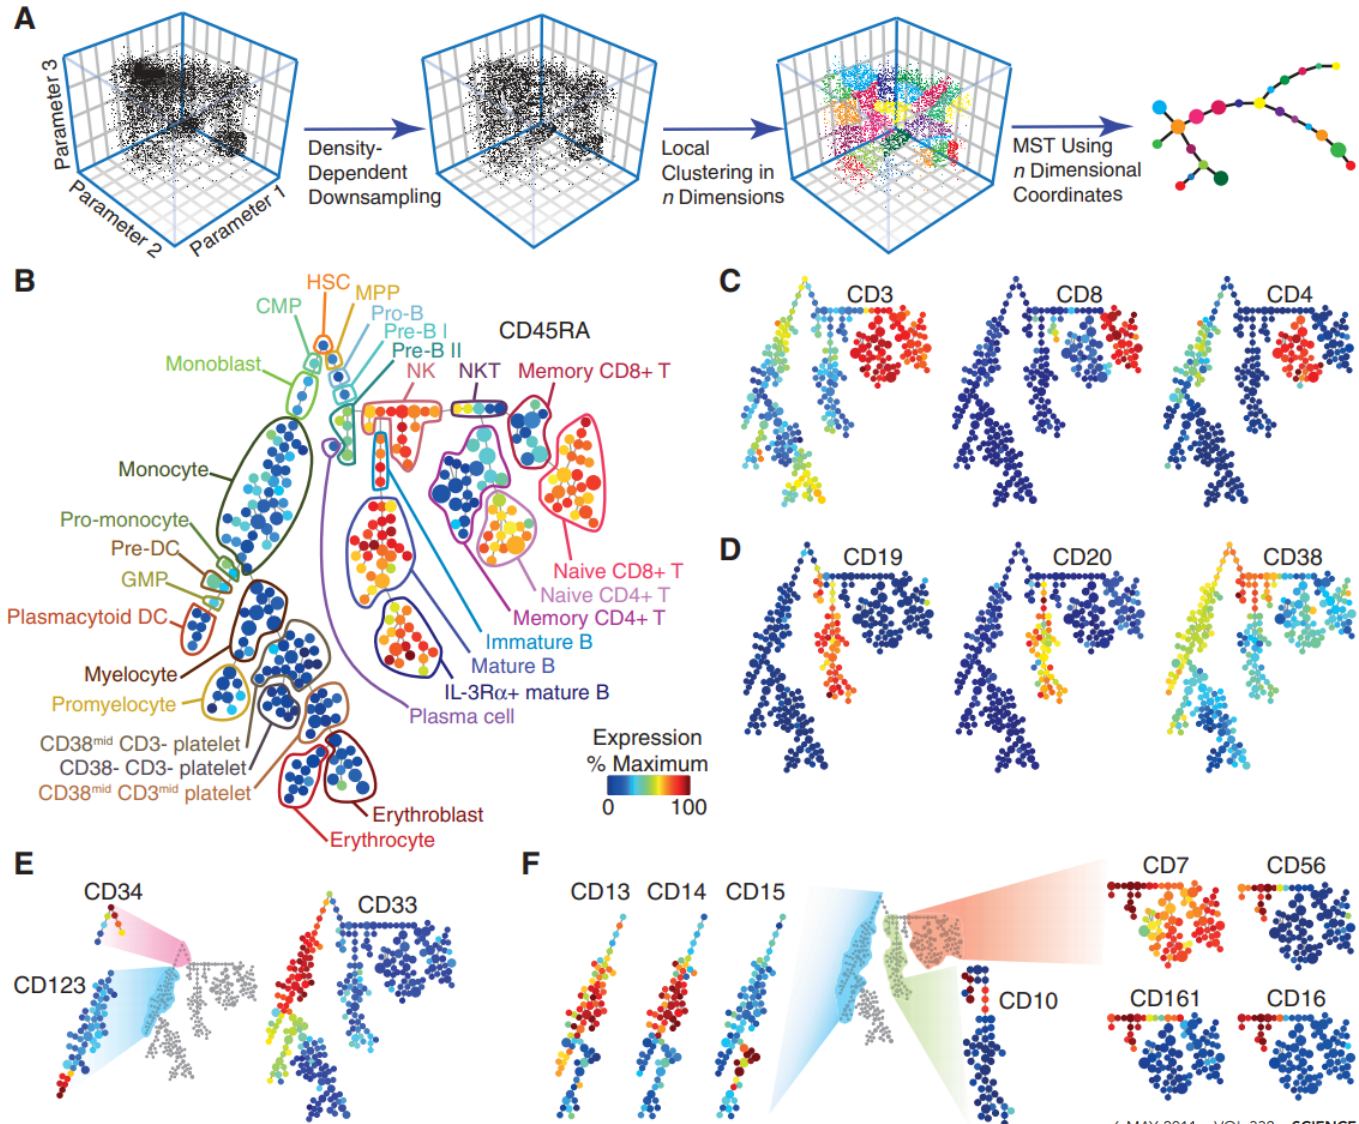 A
Parameter 3
Parameter 2
Parameter 1
Density-
Dependent
Downsampling
Local
Clustering in
n Dimensions
MST Using
n Dimensional
Coordinates
B
HSC
MPP
CMP
Pro-B
Pre-B I
Pre-B II
CD45RA
Monoblast
NK
NKT
Memory CD8+ T
Monocyte
Pro-monocyte
Pre-DC
GMP
Plasmacytoid DC
Myelocyte
Promyelocyte
CD38mid CD3- platelet
CD38- CD3- platelet
CD38mid CD3mid platelet
Naive CD8+ T
Naive CD4+ T
Memory CD4+ T
Immature B
Mature B
IL-3Rα+ mature B
Plasma cell
Expression
% Maximum
0 100
Erythroblast
Erythrocyte
C
CD3
CD8
CD4
D
CD19
CD20
CD38
E
CD34
CD123
CD33
F
CD13
CD14
CD15
CD10
CD7
CD56
CD161
CD16